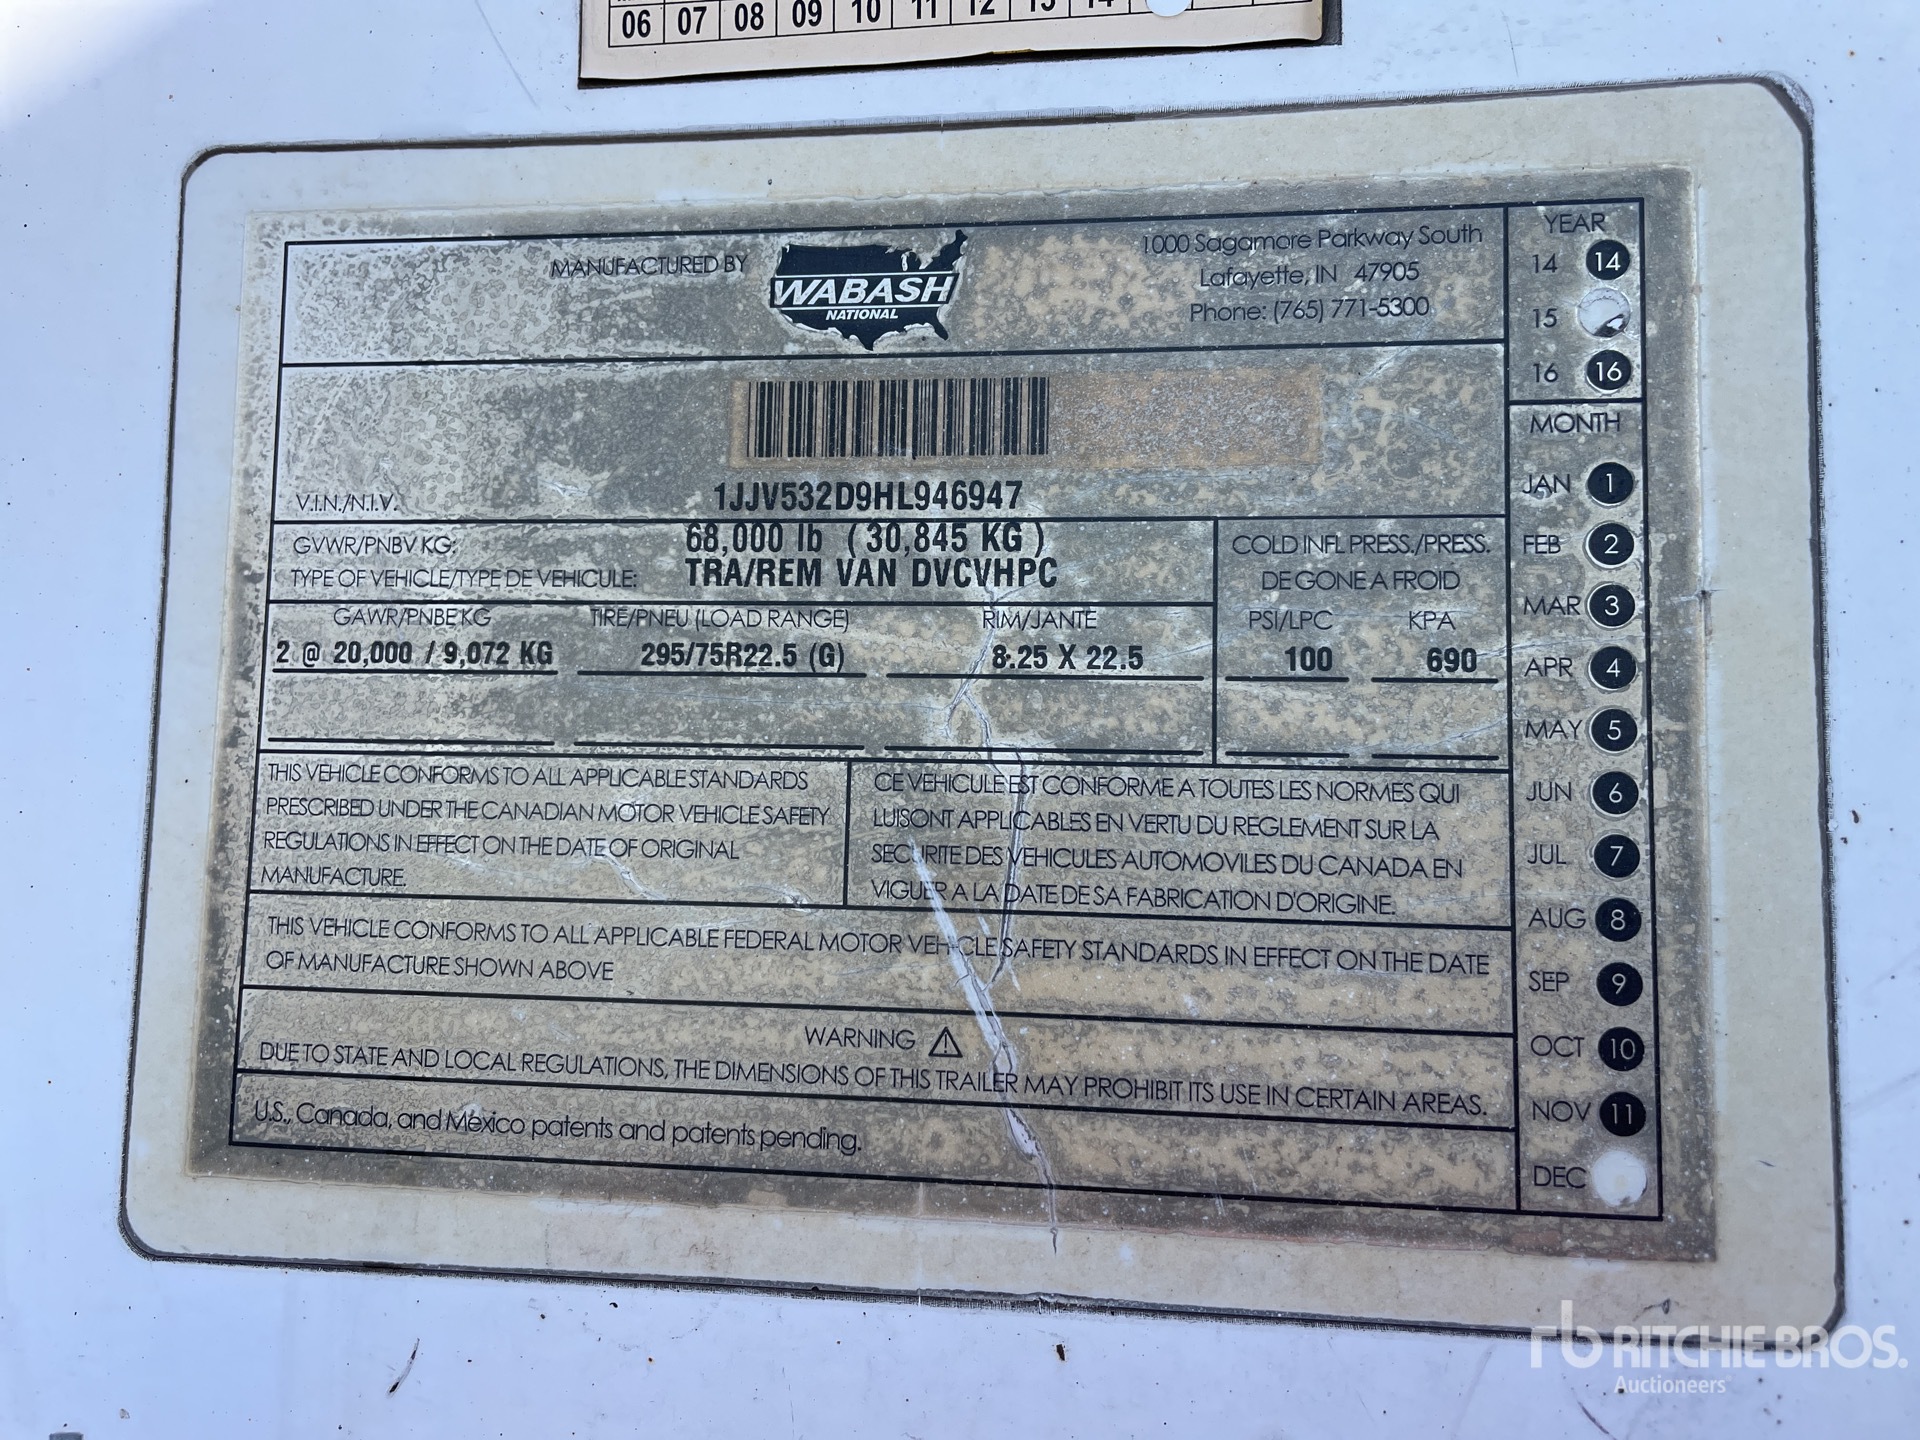 06 07 08 09 10 11 12 13 14
MANUFACTURED BY
WABASH
NATIONAL
1000 Sagamore Parkway South
Lafayette, IN 47905
Phone: (765) 771-5300
V.I.N./N.I.V.
1JJV532D9HL946947
GVWR/PNBV KG: 68,000 lb ( 30,845 KG )
TYPE OF VEHICLE/TYPE DE VEHICULE: TRA/REM VAN DVCVHPC
COLD INFL PRESS./PRESS.
DE GONE A FROID
GAWR/PNBE KG TIRE/PNEU (LOAD RANGE) RIM/JANTE PSI/LPC KPA
2 @ 20,000 / 9,072 KG 295/75R22.5 (G) 8.25 X 22.5 100 690
THIS VEHICLE CONFORMS TO ALL APPLICABLE STANDARDS
PRESCRIBED UNDER THE CANADIAN MOTOR VEHICLE SAFETY
REGULATIONS IN EFFECT ON THE DATE OF ORIGINAL
MANUFACTURE.
CE VEHICULE EST CONFORME A TOUTES LES NORMES QUI
LUISONT APPLICABLES EN VERTU DU REGLEMENT SUR LA
SECURITE DES VEHICULES AUTOMOVILES DU CANADA EN
VIGUER A LA DATE DE SA FABRICATION D'ORIGINE.
THIS VEHICLE CONFORMS TO ALL APPLICABLE FEDERAL MOTOR VEHICLE SAFETY STANDARDS IN EFFECT ON THE DATE
OF MANUFACTURE SHOWN ABOVE
WARNING
DUE TO STATE AND LOCAL REGULATIONS, THE DIMENSIONS OF THIS TRAILER MAY PROHIBIT ITS USE IN CERTAIN AREAS.
U.S., Canada, and Mexico patents and patents pending.
YEAR
14 14
15
16 16
MONTH
JAN 1
FEB 2
MAR 3
APR 4
MAY 5
JUN 6
JUL 7
AUG 8
SEP 9
OCT 10
NOV 11
DEC
rb RITCHIE BROS.
Auctioneers